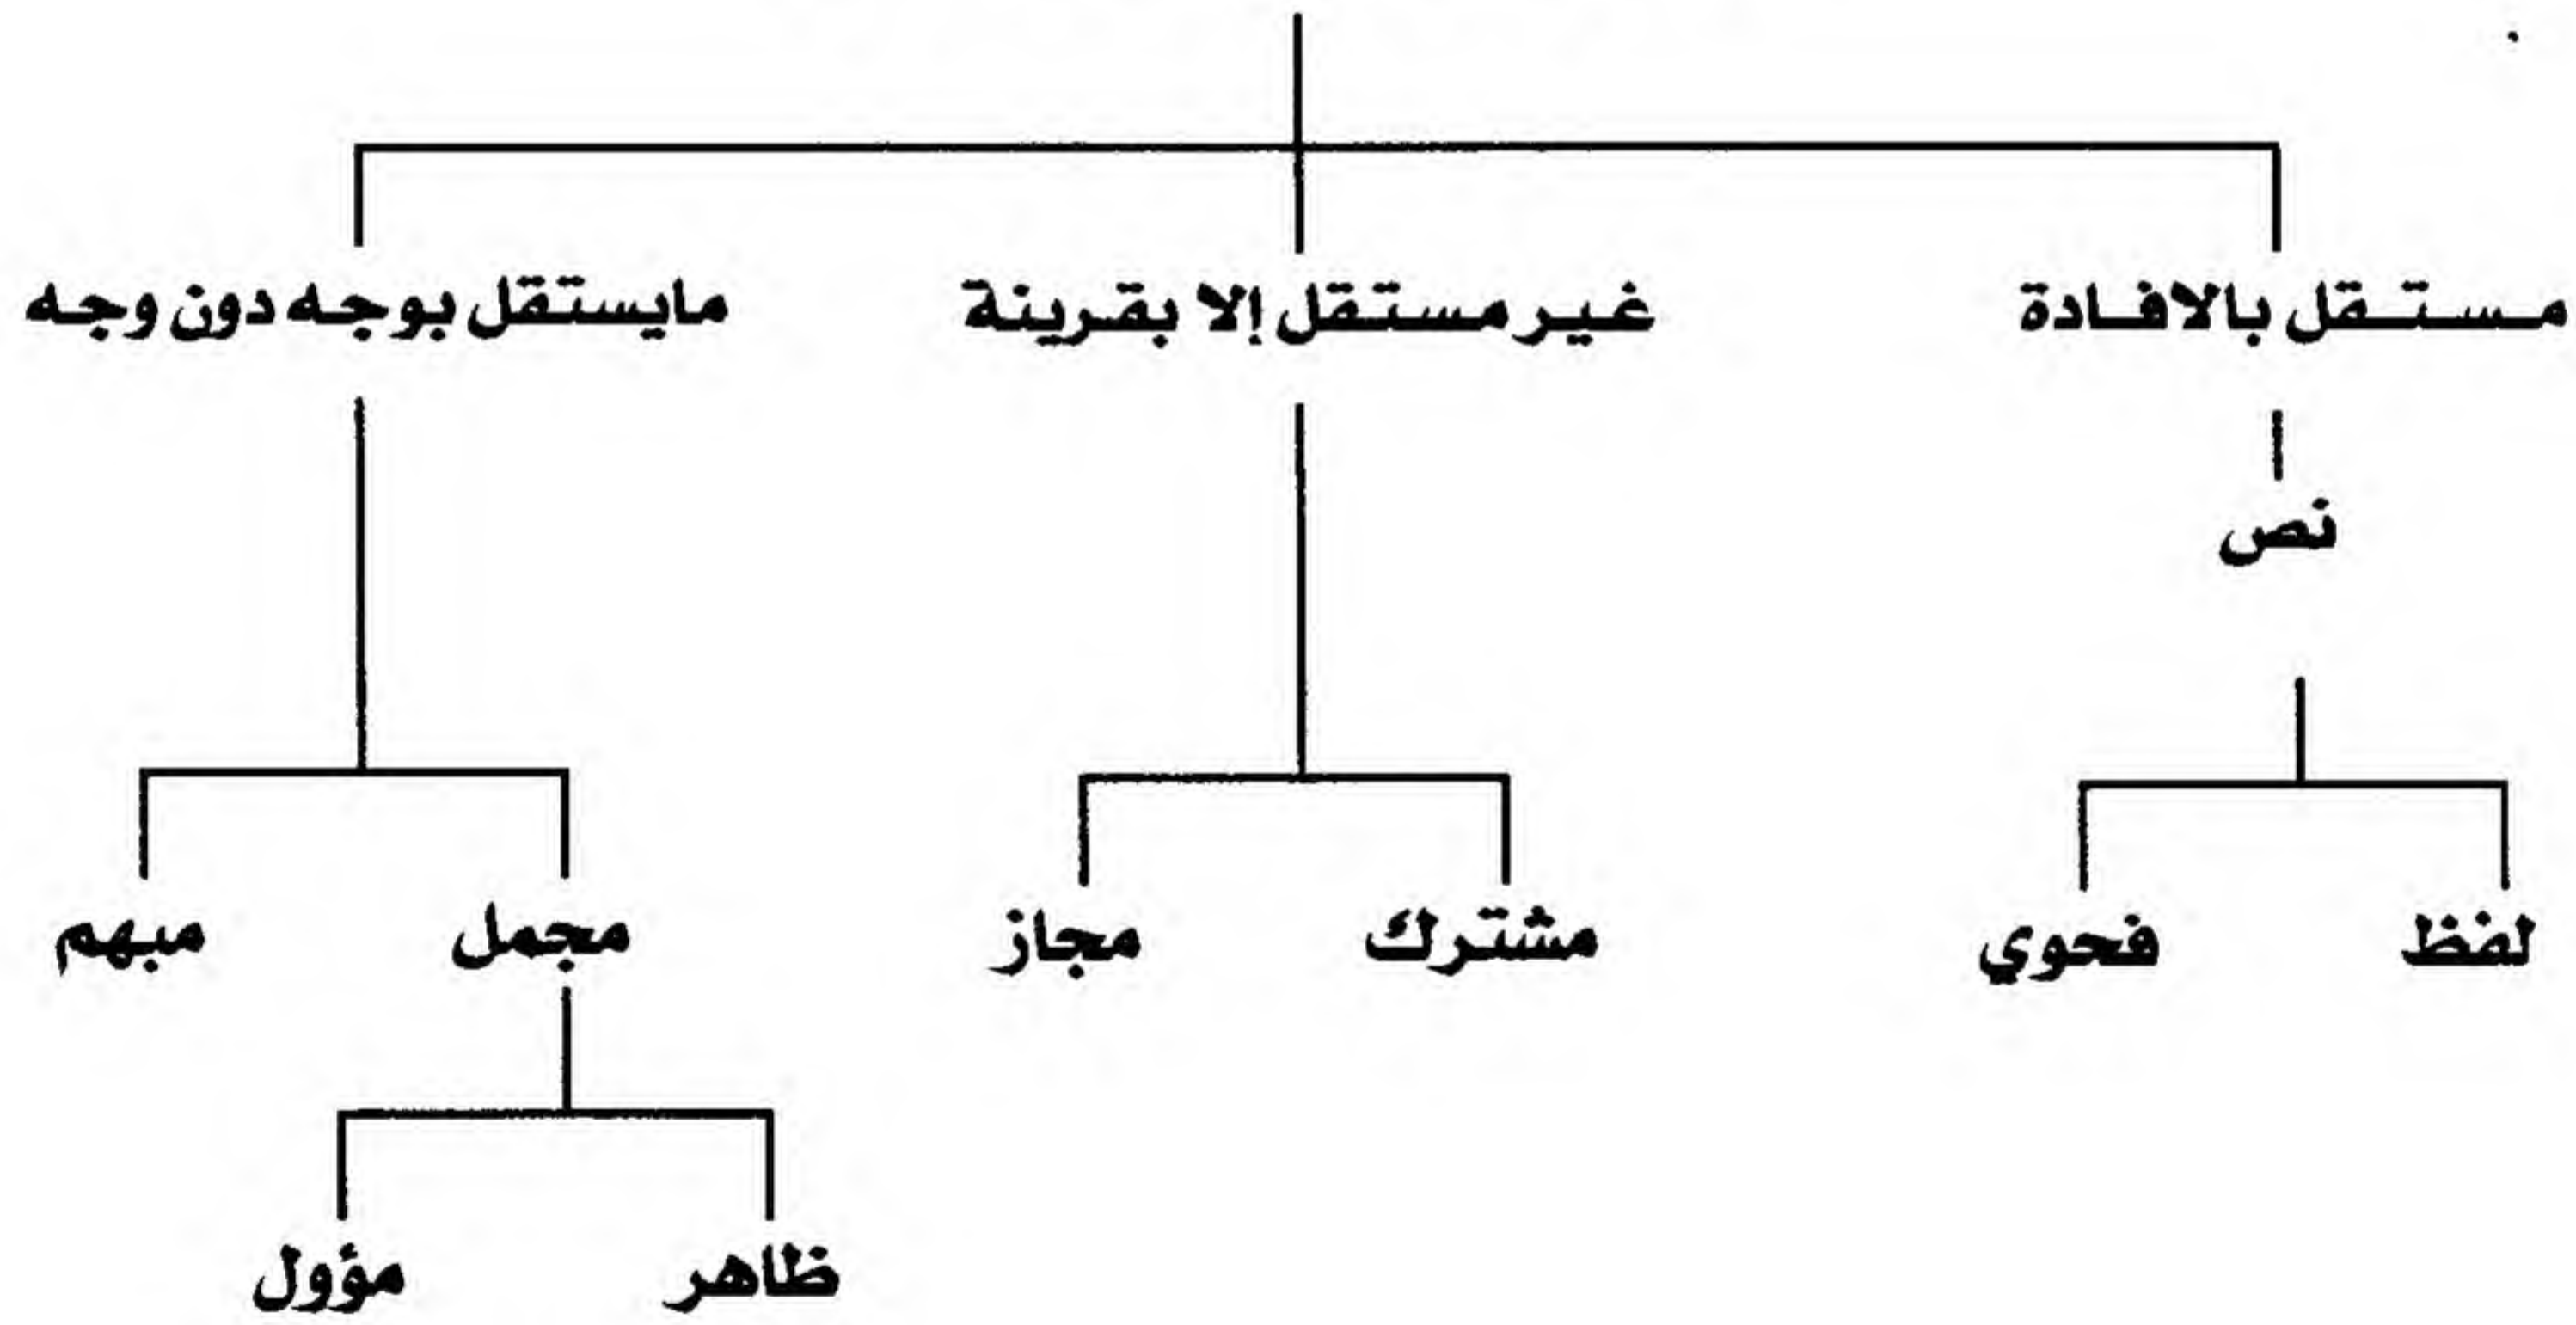 مستقل بالافادة غير مستقل إلا بقرينة مايستقل بوجه دون وجه
نص
لفظ فحوي مشترك مجاز مجمل مبهم
ظاهر مؤول